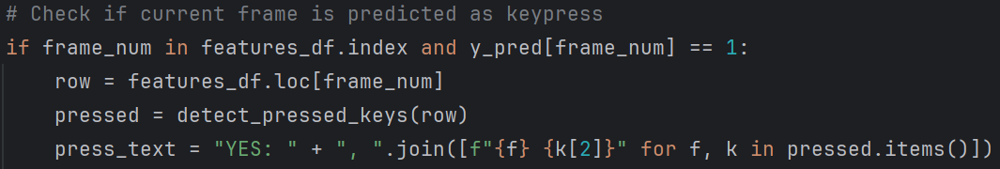 # Check if current frame is predicted as keypress
if frame_num in features_df.index and y_pred[frame_num] == 1:
    row = features_df.loc[frame_num]
    pressed = detect_pressed_keys(row)
    press_text = "YES: " + ", ".join([f"{f} {k[2]}" for f, k in pressed.items()])